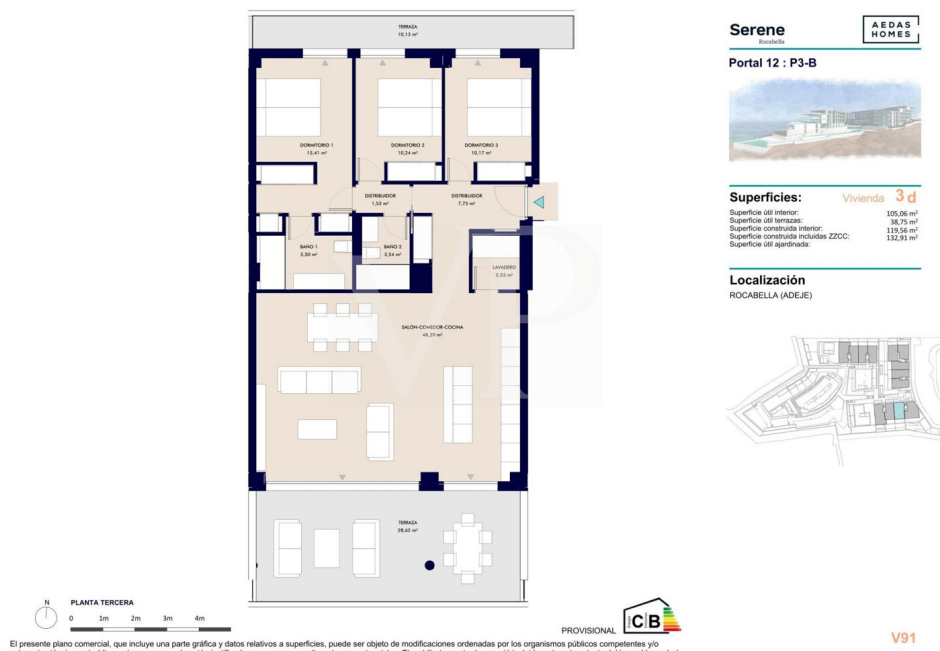 TERRAZA
10,13 m²
DORMITORIO 1
15,41 m²
DORMITORIO 2
10,24 m²
DORMITORIO 3
10,17 m²
DISTRIBUIDOR
1,53 m²
DISTRIBUIDOR
7,75 m²
BAÑO 1
5,50 m²
BAÑO 2
3,54 m²
LAVADERO
2,53 m²
SALÓN-COMEDOR-COCINA
48,39 m²
TERRAZA
28,62 m²
VP
Serene
Rocabella
AEDAS
HOMES
Portal 12 : P3-B
Superficies: Vivienda 3 d
Superficie útil interior: 105,06 m²
Superficie útil terrazas: 38,75 m²
Superficie construida interior: 119,56 m²
Superficie construida incluidas ZZCC: 132,91 m²
Superficie útil ajardinada:
Localización
ROCABELLA (ADEJE)
N
PLANTA TERCERA
0 1m 2m 3m 4m
PROVISIONAL
C B
V91
El presente plano comercial, que incluye una parte gráfica y datos relativos a superficies, puede ser objeto de modificaciones ordenadas por los organismos públicos competentes y/o